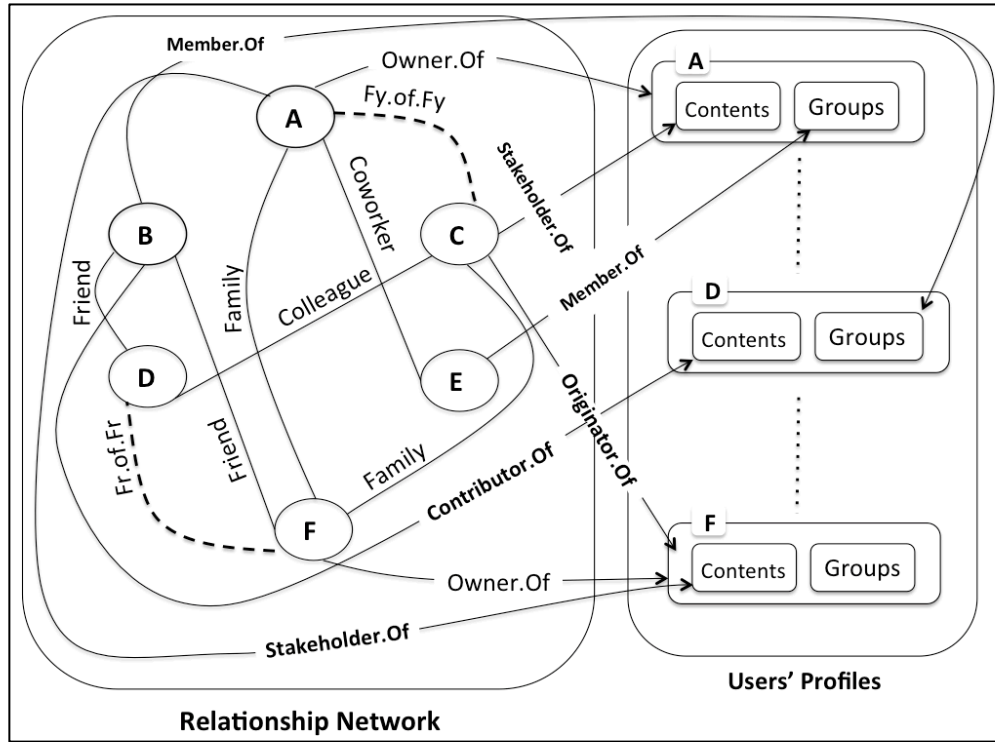 Member.Of
Owner.Of
A
Contents
Groups
A
Fy.of.Fy
Coworker
Stakeholder.Of
B
C
Member.Of
Friend
Family
Colleague
D
Contents
Groups
D
E
Originator.Of
Fr.of.Fr
Friend
Family
Contributor.Of
F
F
Contents
Groups
Owner.Of
Stakeholder.Of
Users’ Profiles
Relationship Network